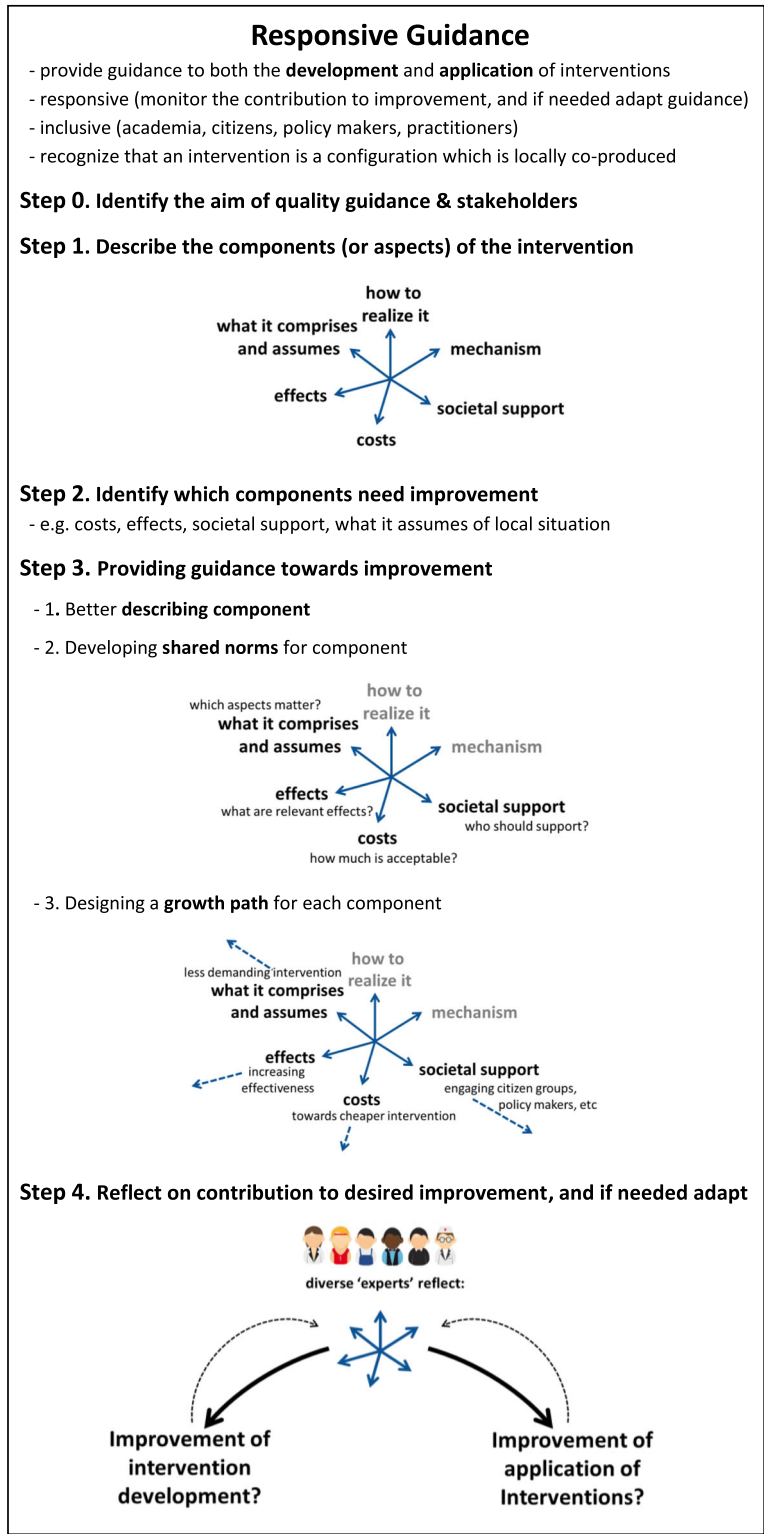 Responsive Guidance
- provide guidance to both the development and application of interventions
- responsive (monitor the contribution to improvement, and if needed adapt guidance)
- inclusive (academia, citizens, policy makers, practitioners)
- recognize that an intervention is a configuration which is locally co-produced
Step 0. Identify the aim of quality guidance & stakeholders
Step 1. Describe the components (or aspects) of the intervention
how to
realize it
what it comprises
and assumes
mechanism
effects
societal support
costs
Step 2. Identify which components need improvement
- e.g. costs, effects, societal support, what it assumes of local situation
Step 3. Providing guidance towards improvement
- 1. Better describing component
- 2. Developing shared norms for component
how to
realize it
which aspects matter?
what it comprises
and assumes
mechanism
effects
what are relevant effects?
societal support
who should support?
costs
how much is acceptable?
- 3. Designing a growth path for each component
how to
realize it
less demanding intervention
what it comprises
and assumes
mechanism
effects
increasing
effectiveness
societal support
engaging citizen groups,
policy makers, etc
costs
towards cheaper intervention
Step 4. Reflect on contribution to desired improvement, and if needed adapt
diverse ‘experts’ reflect:
Improvement of
intervention
development?
Improvement of
application of
Interventions?